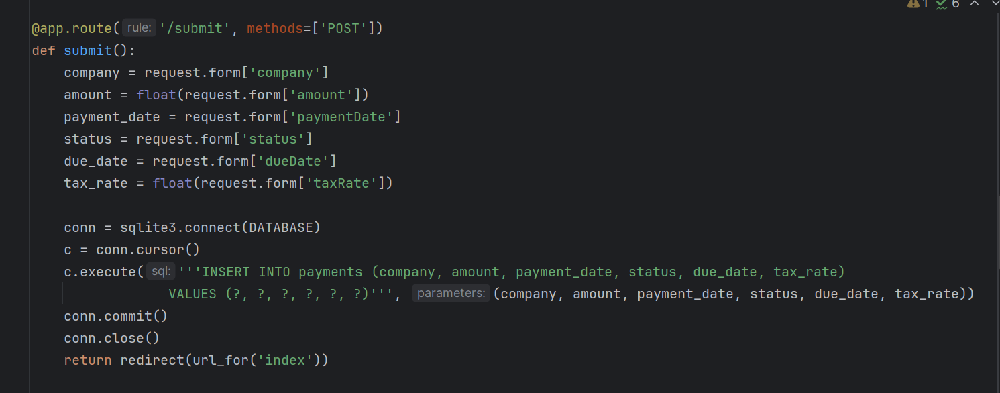 1 6
@app.route( rule: '/submit', methods=['POST'])
def submit():
    company = request.form['company']
    amount = float(request.form['amount'])
    payment_date = request.form['paymentDate']
    status = request.form['status']
    due_date = request.form['dueDate']
    tax_rate = float(request.form['taxRate'])
    conn = sqlite3.connect(DATABASE)
    c = conn.cursor()
    c.execute( sql: '''INSERT INTO payments (company, amount, payment_date, status, due_date, tax_rate)
                 VALUES (?, ?, ?, ?, ?, ?)''', parameters: (company, amount, payment_date, status, due_date, tax_rate))
    conn.commit()
    conn.close()
    return redirect(url_for('index'))